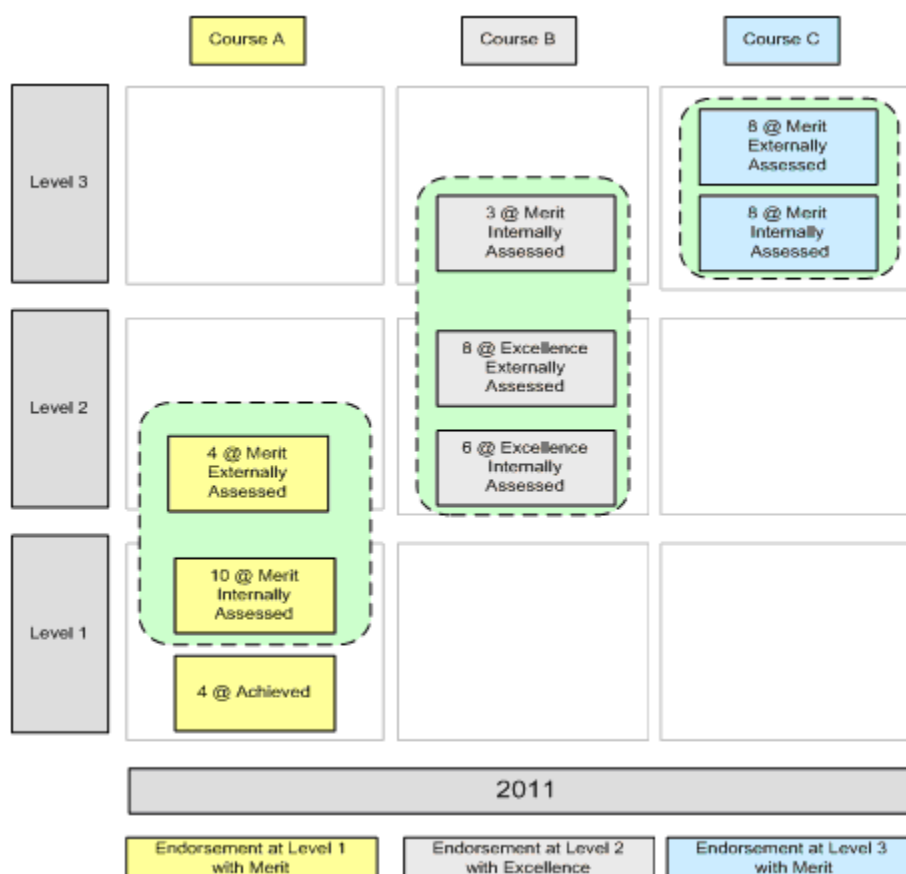 Course A
Course B
Course C
Level 3
8 @ Merit
Externally
Assessed
3 @ Merit
Internally
Assessed
8 @ Merit
Internally
Assessed
Level 2
8 @ Excellence
Externally
Assessed
4 @ Merit
Externally
Assessed
6 @ Excellence
Internally
Assessed
Level 1
10 @ Merit
Internally
Assessed
4 @ Achieved
2011
Endorsement at Level 1
with Merit
Endorsement at Level 2
with Excellence
Endorsement at Level 3
with Merit